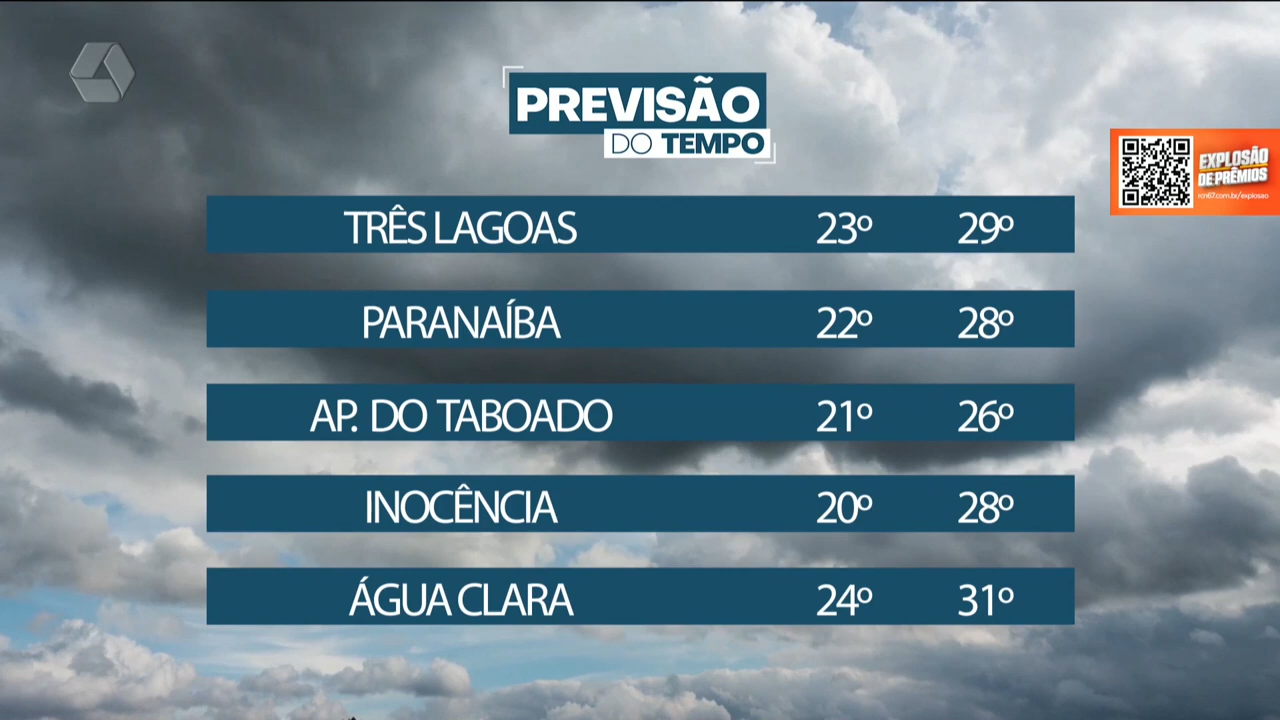 PREVISÃO
DO TEMPO
EXPLOSÃO
DE PRÊMIOS
rcn67.com.br/explosao
TRÊS LAGOAS 23º 29º
PARANAÍBA 22º 28º
AP. DO TABOADO 21º 26º
INOCÊNCIA 20º 28º
ÁGUA CLARA 24º 31º